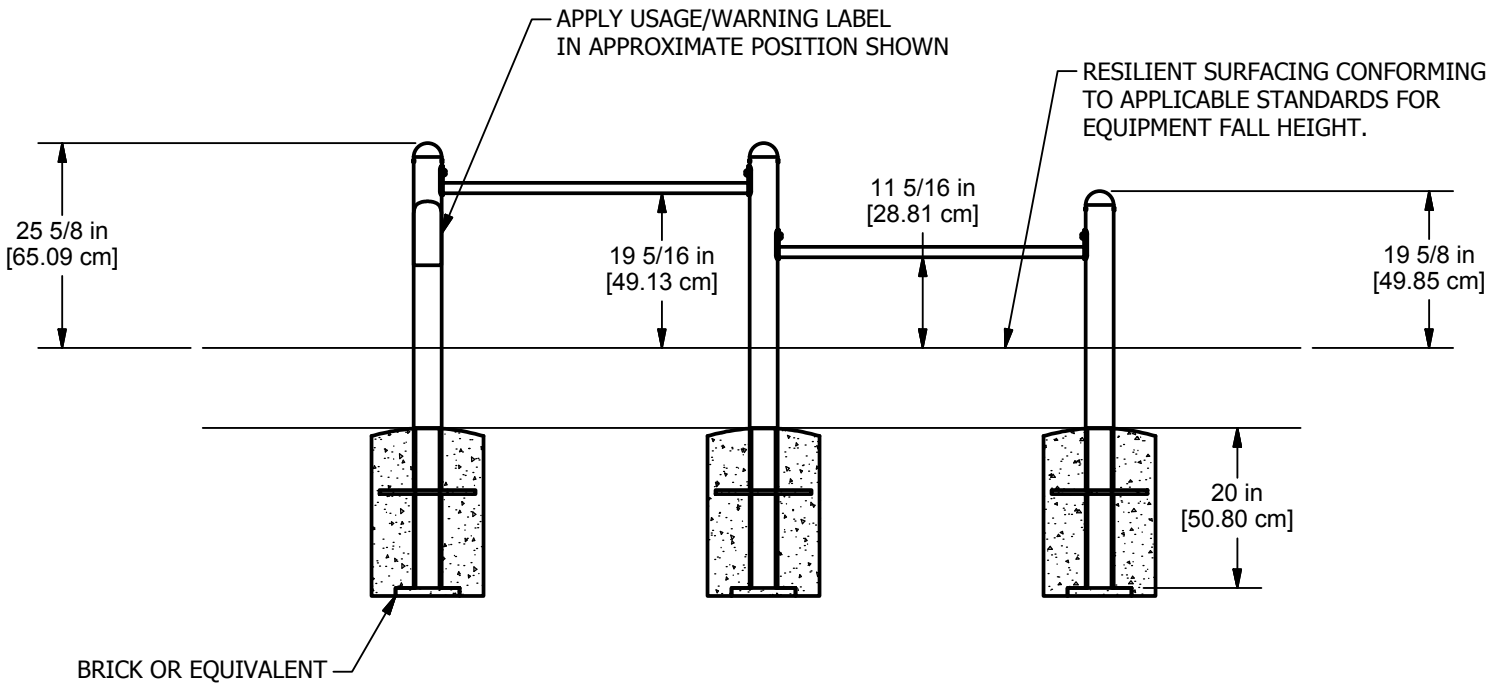 APPLY USAGE/WARNING LABEL
IN APPROXIMATE POSITION SHOWN
RESILIENT SURFACING CONFORMING
TO APPLICABLE STANDARDS FOR
EQUIPMENT FALL HEIGHT.
25 5/8 in
[65.09 cm]
19 5/16 in
[49.13 cm]
11 5/16 in
[28.81 cm]
19 5/8 in
[49.85 cm]
20 in
[50.80 cm]
BRICK OR EQUIVALENT